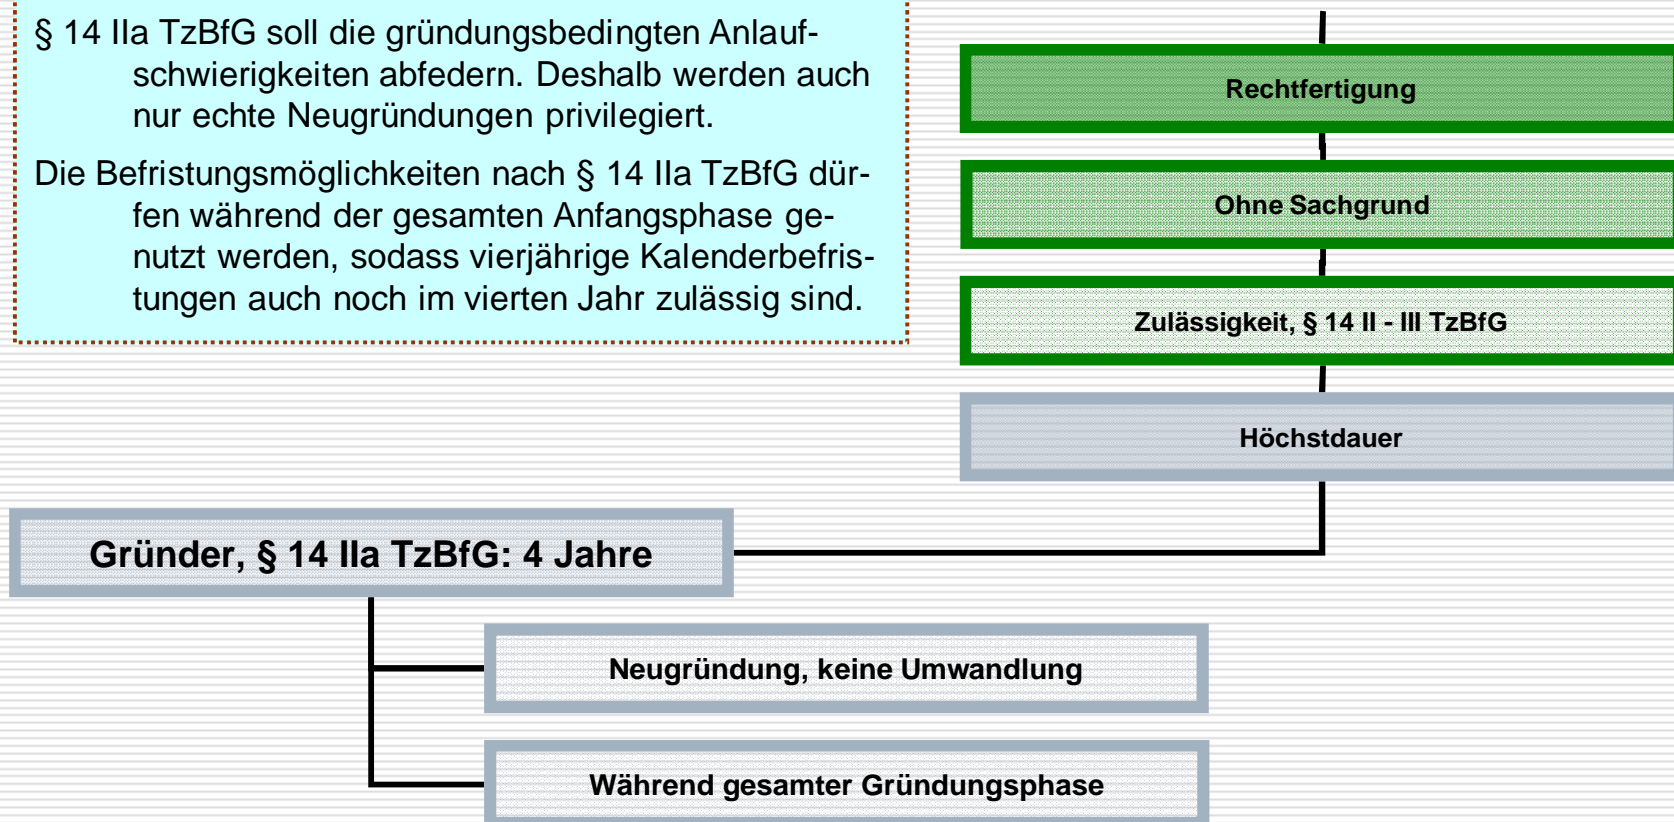 § 14 IIa TzBfG soll die gründungsbedingten Anlauf-
schwierigkeiten abfedern. Deshalb werden auch
nur echte Neugründungen privilegiert.
Die Befristungsmöglichkeiten nach § 14 IIa TzBfG dür-
fen während der gesamten Anfangsphase ge-
nutzt werden, sodass vierjährige Kalenderbefris-
tungen auch noch im vierten Jahr zulässig sind.
Rechtfertigung
Ohne Sachgrund
Zulässigkeit, § 14 II - III TzBfG
Höchstdauer
Gründer, § 14 IIa TzBfG: 4 Jahre
Neugründung, keine Umwandlung
Während gesamter Gründungsphase